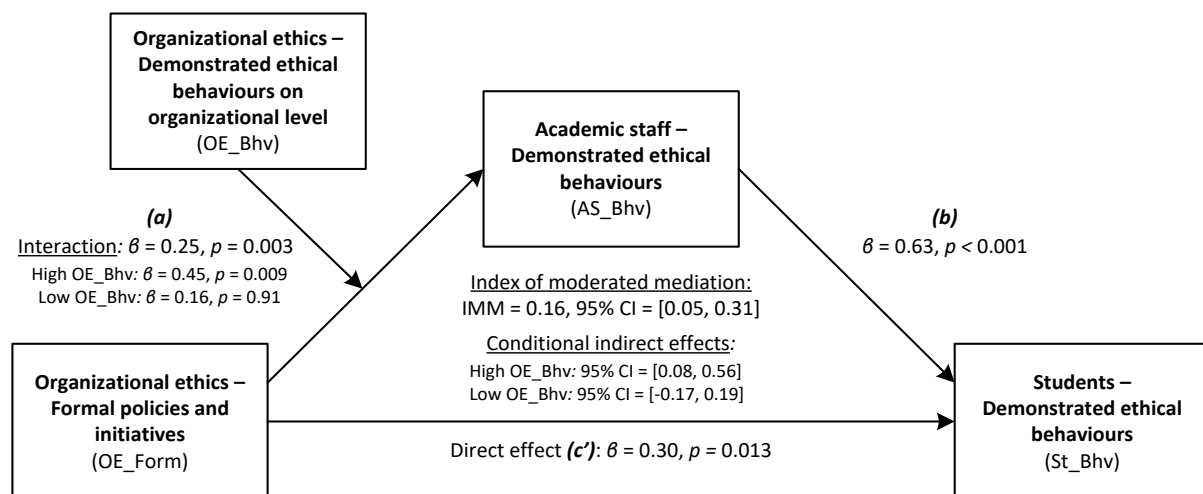 Organizational ethics –
Demonstrated ethical
behaviours on
organizational level
(OE_Bhv)
Academic staff –
Demonstrated ethical
behaviours
(AS_Bhv)
(a)
Interaction: β = 0.25, p = 0.003
High OE_Bhv: β = 0.45, p = 0.009
Low OE_Bhv: β = 0.16, p = 0.91
(b)
β = 0.63, p < 0.001
Index of moderated mediation:
IMM = 0.16, 95% CI = [0.05, 0.31]
Conditional indirect effects:
High OE_Bhv: 95% CI = [0.08, 0.56]
Low OE_Bhv: 95% CI = [-0.17, 0.19]
Organizational ethics –
Formal policies and
initiatives
(OE_Form)
Students –
Demonstrated ethical
behaviours
(St_Bhv)
Direct effect (c’): β = 0.30, p = 0.013